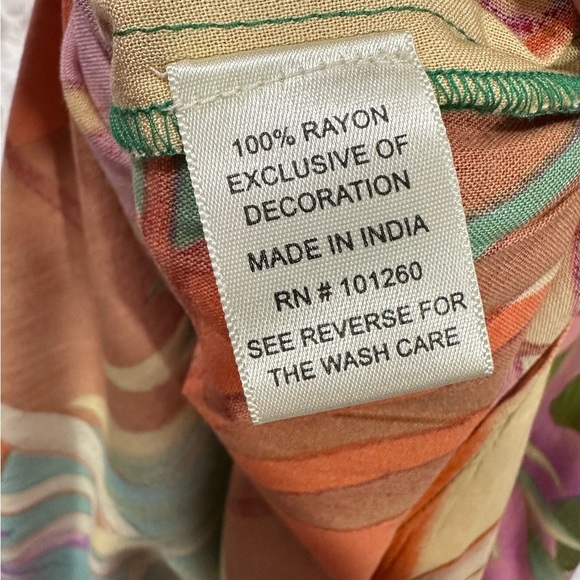 100% RAYON
EXCLUSIVE OF
DECORATION
MADE IN INDIA
RN # 101260
SEE REVERSE FOR
THE WASH CARE